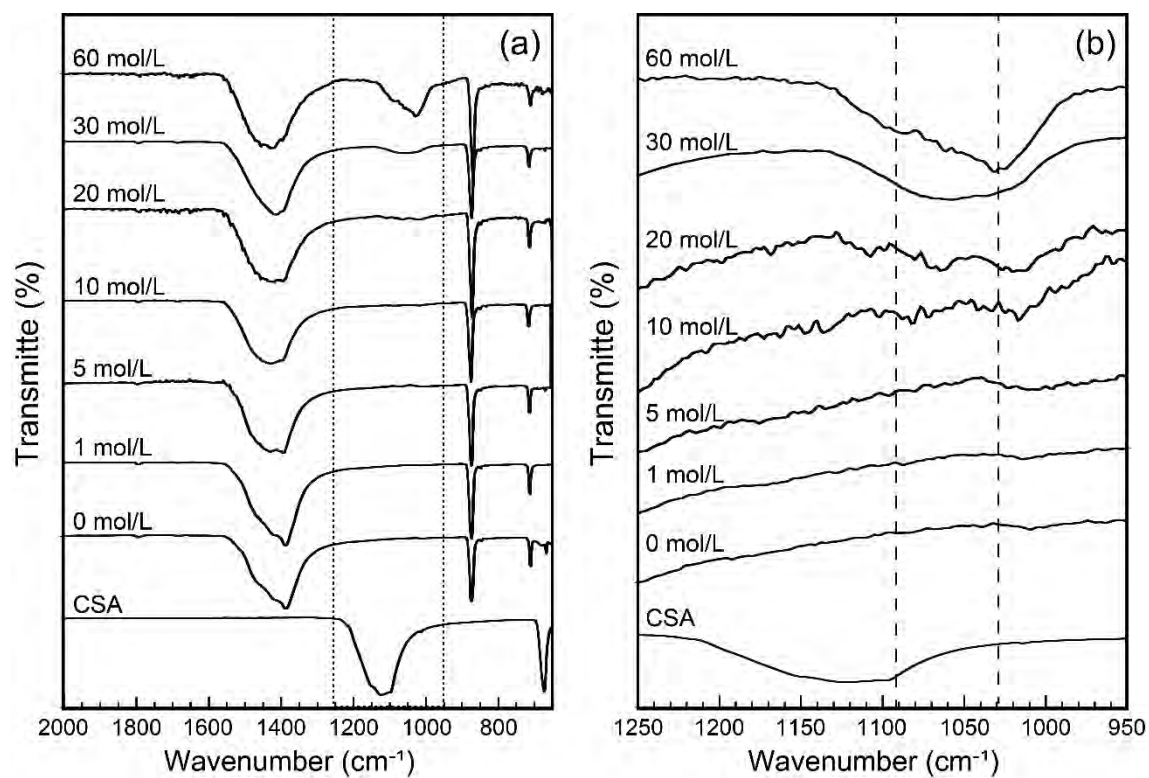 (a)
60 mol/L
30 mol/L
20 mol/L
10 mol/L
5 mol/L
1 mol/L
0 mol/L
CSA
Transmitte (%)
2000 1800 1600 1400 1200 1000 800
Wavenumber (cm⁻¹)
(b)
60 mol/L
30 mol/L
20 mol/L
10 mol/L
5 mol/L
1 mol/L
0 mol/L
CSA
Transmitte (%)
1250 1200 1150 1100 1050 1000 950
Wavenumber (cm⁻¹)